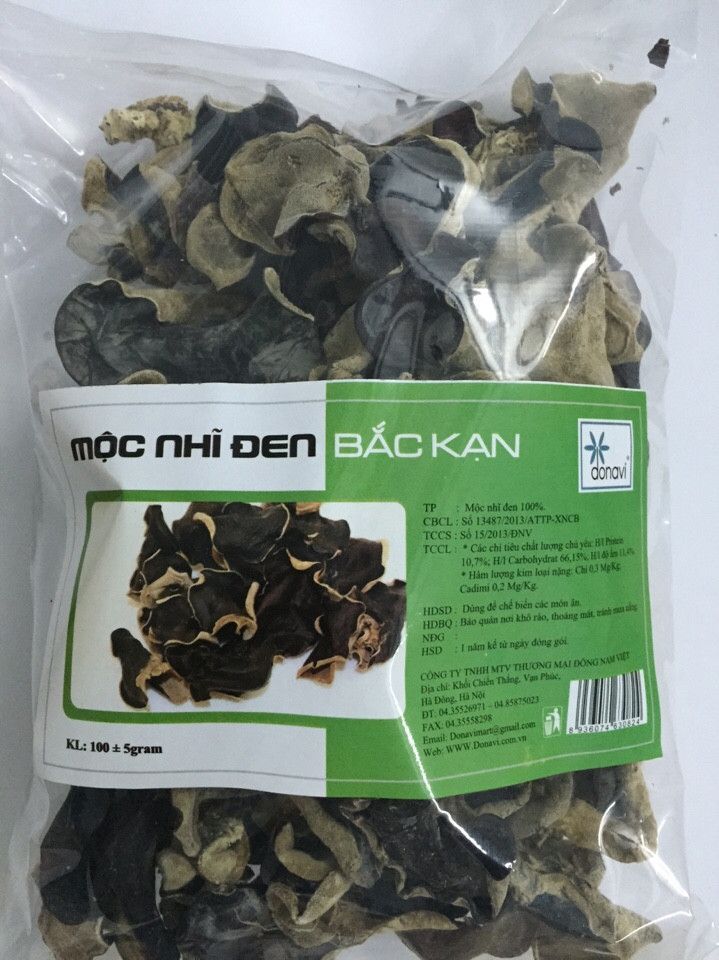 MỘC NHĨ ĐEN BẮC KẠN
donavi
®
TP : Mộc nhĩ đen 100%.
CBCL : Số 13487/2013/ATTP-XNCB
TCCS : Số 15/2013/ĐNV
TCCL : * Các chỉ tiêu chất lượng chủ yếu: H/l Protein
10,7%; H/l Carbohydrat 66,15%; H/l độ ẩm 11,4%
* Hàm lượng kim loại nặng: Chì 0,3 Mg/Kg;
Cadimi 0,2 Mg/Kg.
HDSD : Dùng để chế biến các món ăn.
HDBQ : Bảo quản nơi khô ráo, thoáng mát, tránh mưa nắng
NĐG :
HSD : 1 năm kể từ ngày đóng gói.
CÔNG TY TNHH MTV THƯƠNG MẠI ĐÔNG NAM VIỆT
Địa chỉ: Khối Chiến Thắng, Vạn Phúc,
Hà Đông, Hà Nội
ĐT: 04.35526971 – 04.85875023
FAX. 04.35558298
Email: Donavimart@gmail.com
Web: WWW.Donavi.com.vn
8 936074 630824
KL: 100 ± 5gram